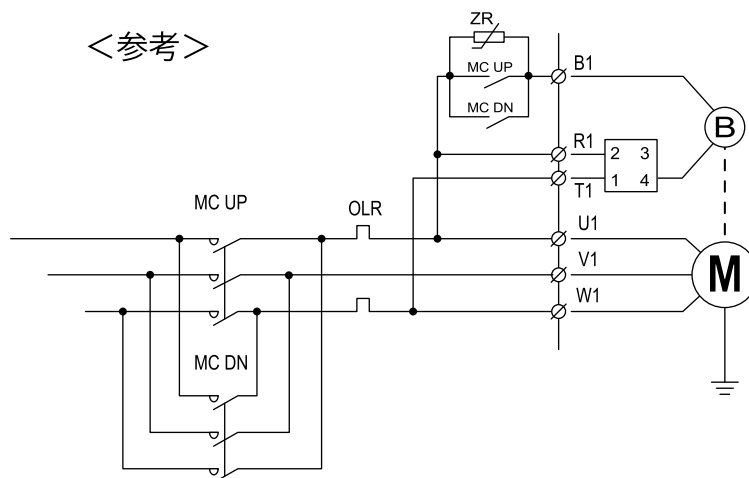 <参考>
ZR
MC UP
B1
MC DN
B
R1
2 3
1 4
T1
MC UP
OLR
U1
V1
M
W1
MC DN